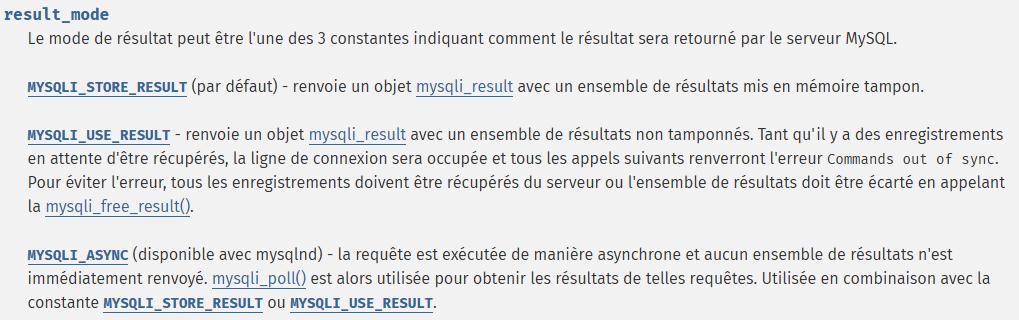 result_mode
Le mode de résultat peut être l'une des 3 constantes indiquant comment le résultat sera retourné par le serveur MySQL.
MYSQLI_STORE_RESULT (par défaut) - renvoie un objet mysqli_result avec un ensemble de résultats mis en mémoire tampon.
MYSQLI_USE_RESULT - renvoie un objet mysqli_result avec un ensemble de résultats non tamponnés. Tant qu'il y a des enregistrements
en attente d'être récupérés, la ligne de connexion sera occupée et tous les appels suivants renverront l'erreur Commands out of sync.
Pour éviter l'erreur, tous les enregistrements doivent être récupérés du serveur ou l'ensemble de résultats doit être écarté en appelant
la mysqli_free_result().
MYSQLI_ASYNC (disponible avec mysqlnd) - la requête est exécutée de manière asynchrone et aucun ensemble de résultats n'est
immédiatement renvoyé. mysqli_poll() est alors utilisée pour obtenir les résultats de telles requêtes. Utilisée en combinaison avec la
constante MYSQLI_STORE_RESULT ou MYSQLI_USE_RESULT.